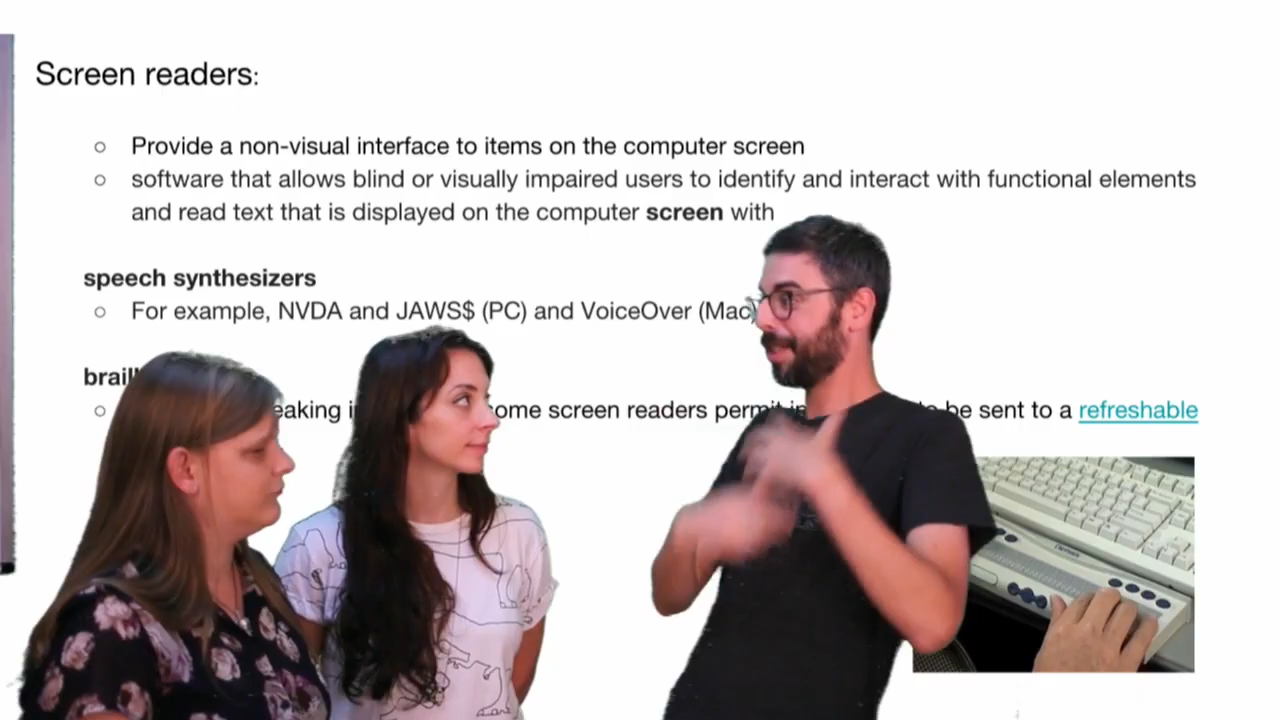 Screen readers:
○ Provide a non-visual interface to items on the computer screen
○ software that allows blind or visually impaired users to identify and interact with functional elements
and read text that is displayed on the computer screen with
speech synthesizers
○ For example, NVDA and JAWS$ (PC) and VoiceOver (Mac)
○ some screen readers be sent to a refreshable